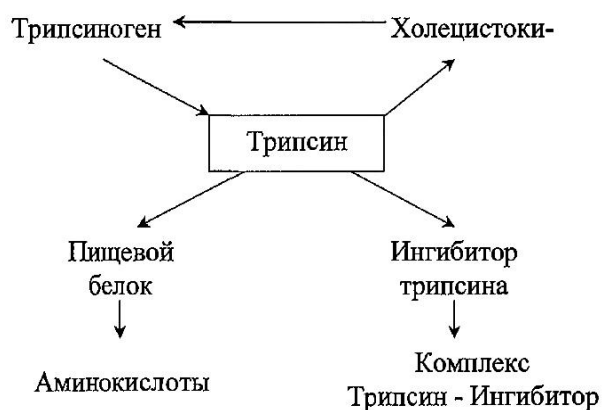 Трипсиноген
Холецистоки-
Трипсин
Пищевой
белок
Ингибитор
трипсина
Аминокислоты
Комплекс
Трипсин - Ингибитор